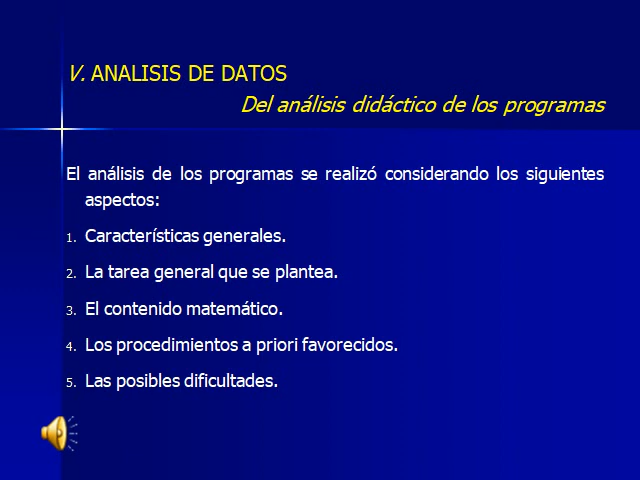 V. ANALISIS DE DATOS
Del análisis didáctico de los programas
El análisis de los programas se realizó considerando los siguientes
aspectos:
1. Características generales.
2. La tarea general que se plantea.
3. El contenido matemático.
4. Los procedimientos a priori favorecidos.
5. Las posibles dificultades.